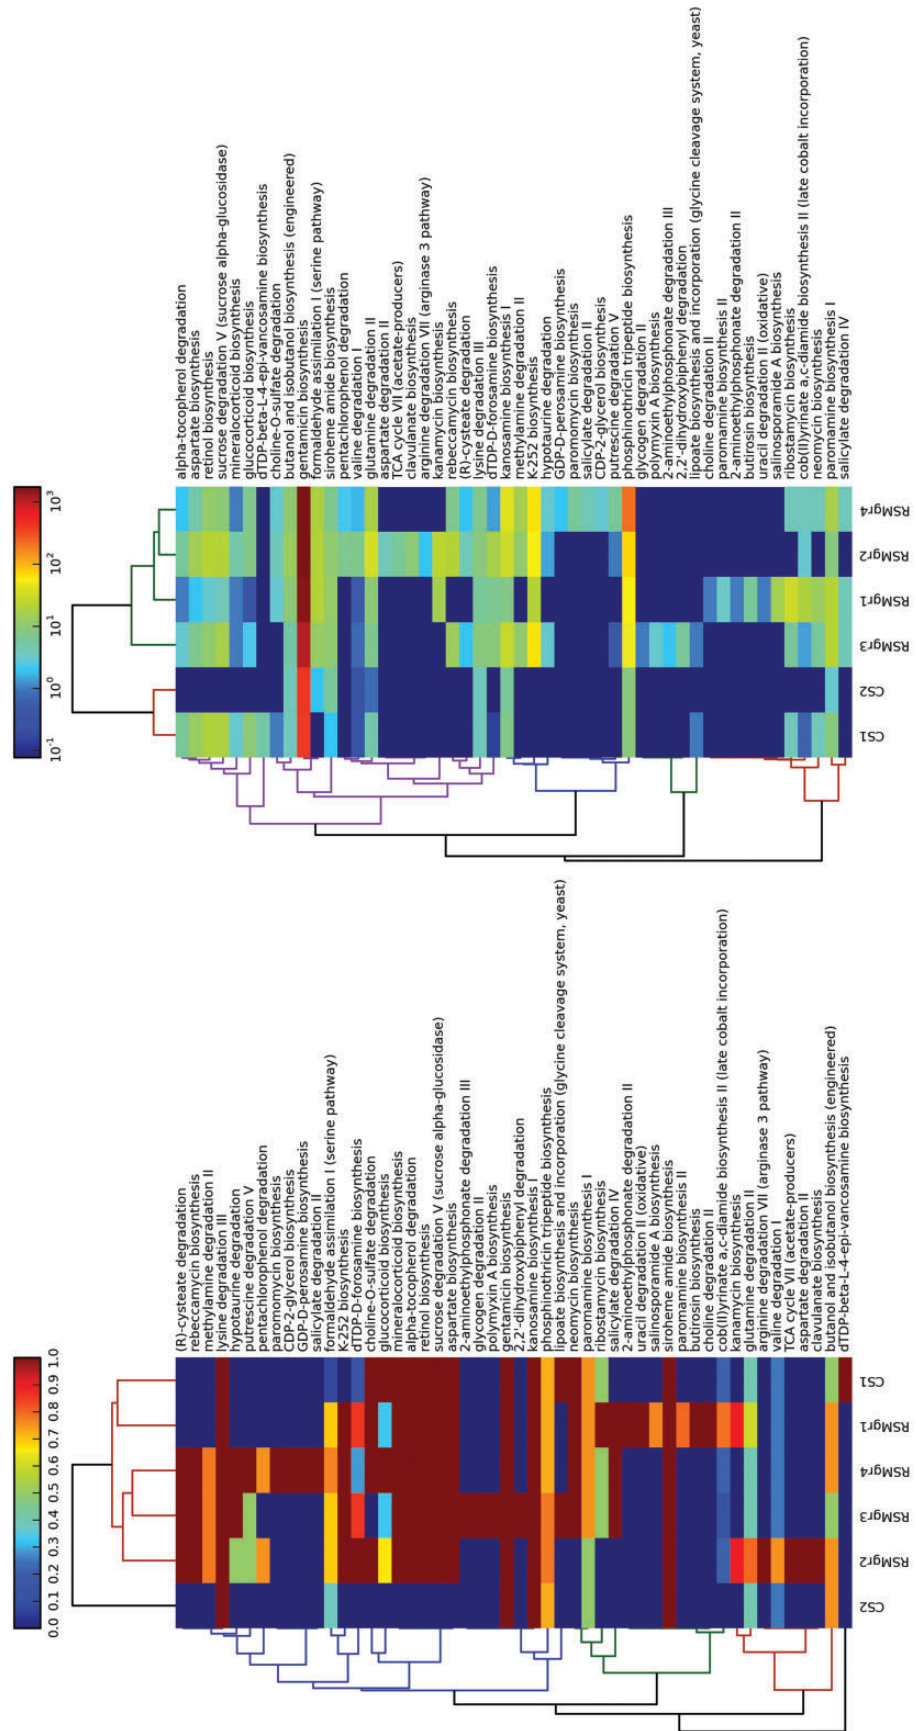 10⁻¹ 10⁰ 10¹ 10² 10³
alpha-tocopherol degradation
aspartate biosynthesis
retinol biosynthesis
sucrose degradation V (sucrose alpha-glucosidase)
mineralocorticoid biosynthesis
glucocorticoid biosynthesis
dTDP-beta-L-4-epi-vancosamine biosynthesis
choline-O-sulfate degradation
butanol and isobutanol biosynthesis (engineered)
gentamicin biosynthesis
formaldehyde assimilation I (serine pathway)
siroheme amide biosynthesis
pentachlorophenol degradation
valine degradation I
glutamine degradation II
aspartate degradation II
TCA cycle VII (acetate-producers)
clavulanate biosynthesis
arginine degradation VII (arginase 3 pathway)
kanamycin biosynthesis
rebeccamycin biosynthesis
(R)-cysteate degradation
lysine degradation III
dTDP-D-forosamine biosynthesis
kanosamine biosynthesis I
methylamine degradation II
K-252 biosynthesis
hypotaurine degradation
GDP-D-perosamine biosynthesis
paromomycin biosynthesis
salicylate degradation II
CDP-2-glycerol biosynthesis
putrescine degradation V
phosphinothricin tripeptide biosynthesis
glycogen degradation II
polymyxin A biosynthesis
2-aminoethylphosphonate degradation III
2,2'-dihydroxybiphenyl degradation
lipoate biosynthesis and incorporation (glycine cleavage system, yeast)
choline degradation II
paromamine biosynthesis II
2-aminoethylphosphonate degradation II
butirosin biosynthesis
uracil degradation II (oxidative)
salinosporamide A biosynthesis
ribostamycin biosynthesis
cob(II)yrinate a,c-diamide biosynthesis II (late cobalt incorporation)
neomycin biosynthesis
paromamine biosynthesis I
salicylate degradation IV
CS1 CS2 RSMgr3 RSMgr1 RSMgr2 RSMgr4
0.0 0.1 0.2 0.3 0.4 0.5 0.6 0.7 0.8 0.9 1.0
(R)-cysteate degradation
rebeccamycin biosynthesis
methylamine degradation II
lysine degradation III
hypotaurine degradation
putrescine degradation V
pentachlorophenol degradation
paromomycin biosynthesis
CDP-2-glycerol biosynthesis
GDP-D-perosamine biosynthesis
salicylate degradation II
formaldehyde assimilation I (serine pathway)
K-252 biosynthesis
dTDP-D-forosamine biosynthesis
choline-O-sulfate degradation
glucocorticoid biosynthesis
mineralocorticoid biosynthesis
alpha-tocopherol degradation
retinol biosynthesis
sucrose degradation V (sucrose alpha-glucosidase)
aspartate biosynthesis
2-aminoethylphosphonate degradation III
glycogen degradation II
polymyxin A biosynthesis
gentamicin biosynthesis
kanosamine biosynthesis I
2,2'-dihydroxybiphenyl degradation
phosphinothricin tripeptide biosynthesis
lipoate biosynthesis and incorporation (glycine cleavage system, yeast)
neomycin biosynthesis
paromamine biosynthesis I
ribostamycin biosynthesis
salicylate degradation IV
2-aminoethylphosphonate degradation II
uracil degradation II (oxidative)
salinosporamide A biosynthesis
siroheme amide biosynthesis
paromamine biosynthesis II
butirosin biosynthesis
choline degradation II
cob(II)yrinate a,c-diamide biosynthesis II (late cobalt incorporation)
kanamycin biosynthesis
glutamine degradation II
arginine degradation VII (arginase 3 pathway)
valine degradation I
TCA cycle VII (acetate-producers)
aspartate degradation II
clavulanate biosynthesis
butanol and isobutanol biosynthesis (engineered)
dTDP-beta-L-4-epi-vancosamine biosynthesis
CS2 RSMgr2 RSMgr3 RSMgr4 RSMgr1 CS1